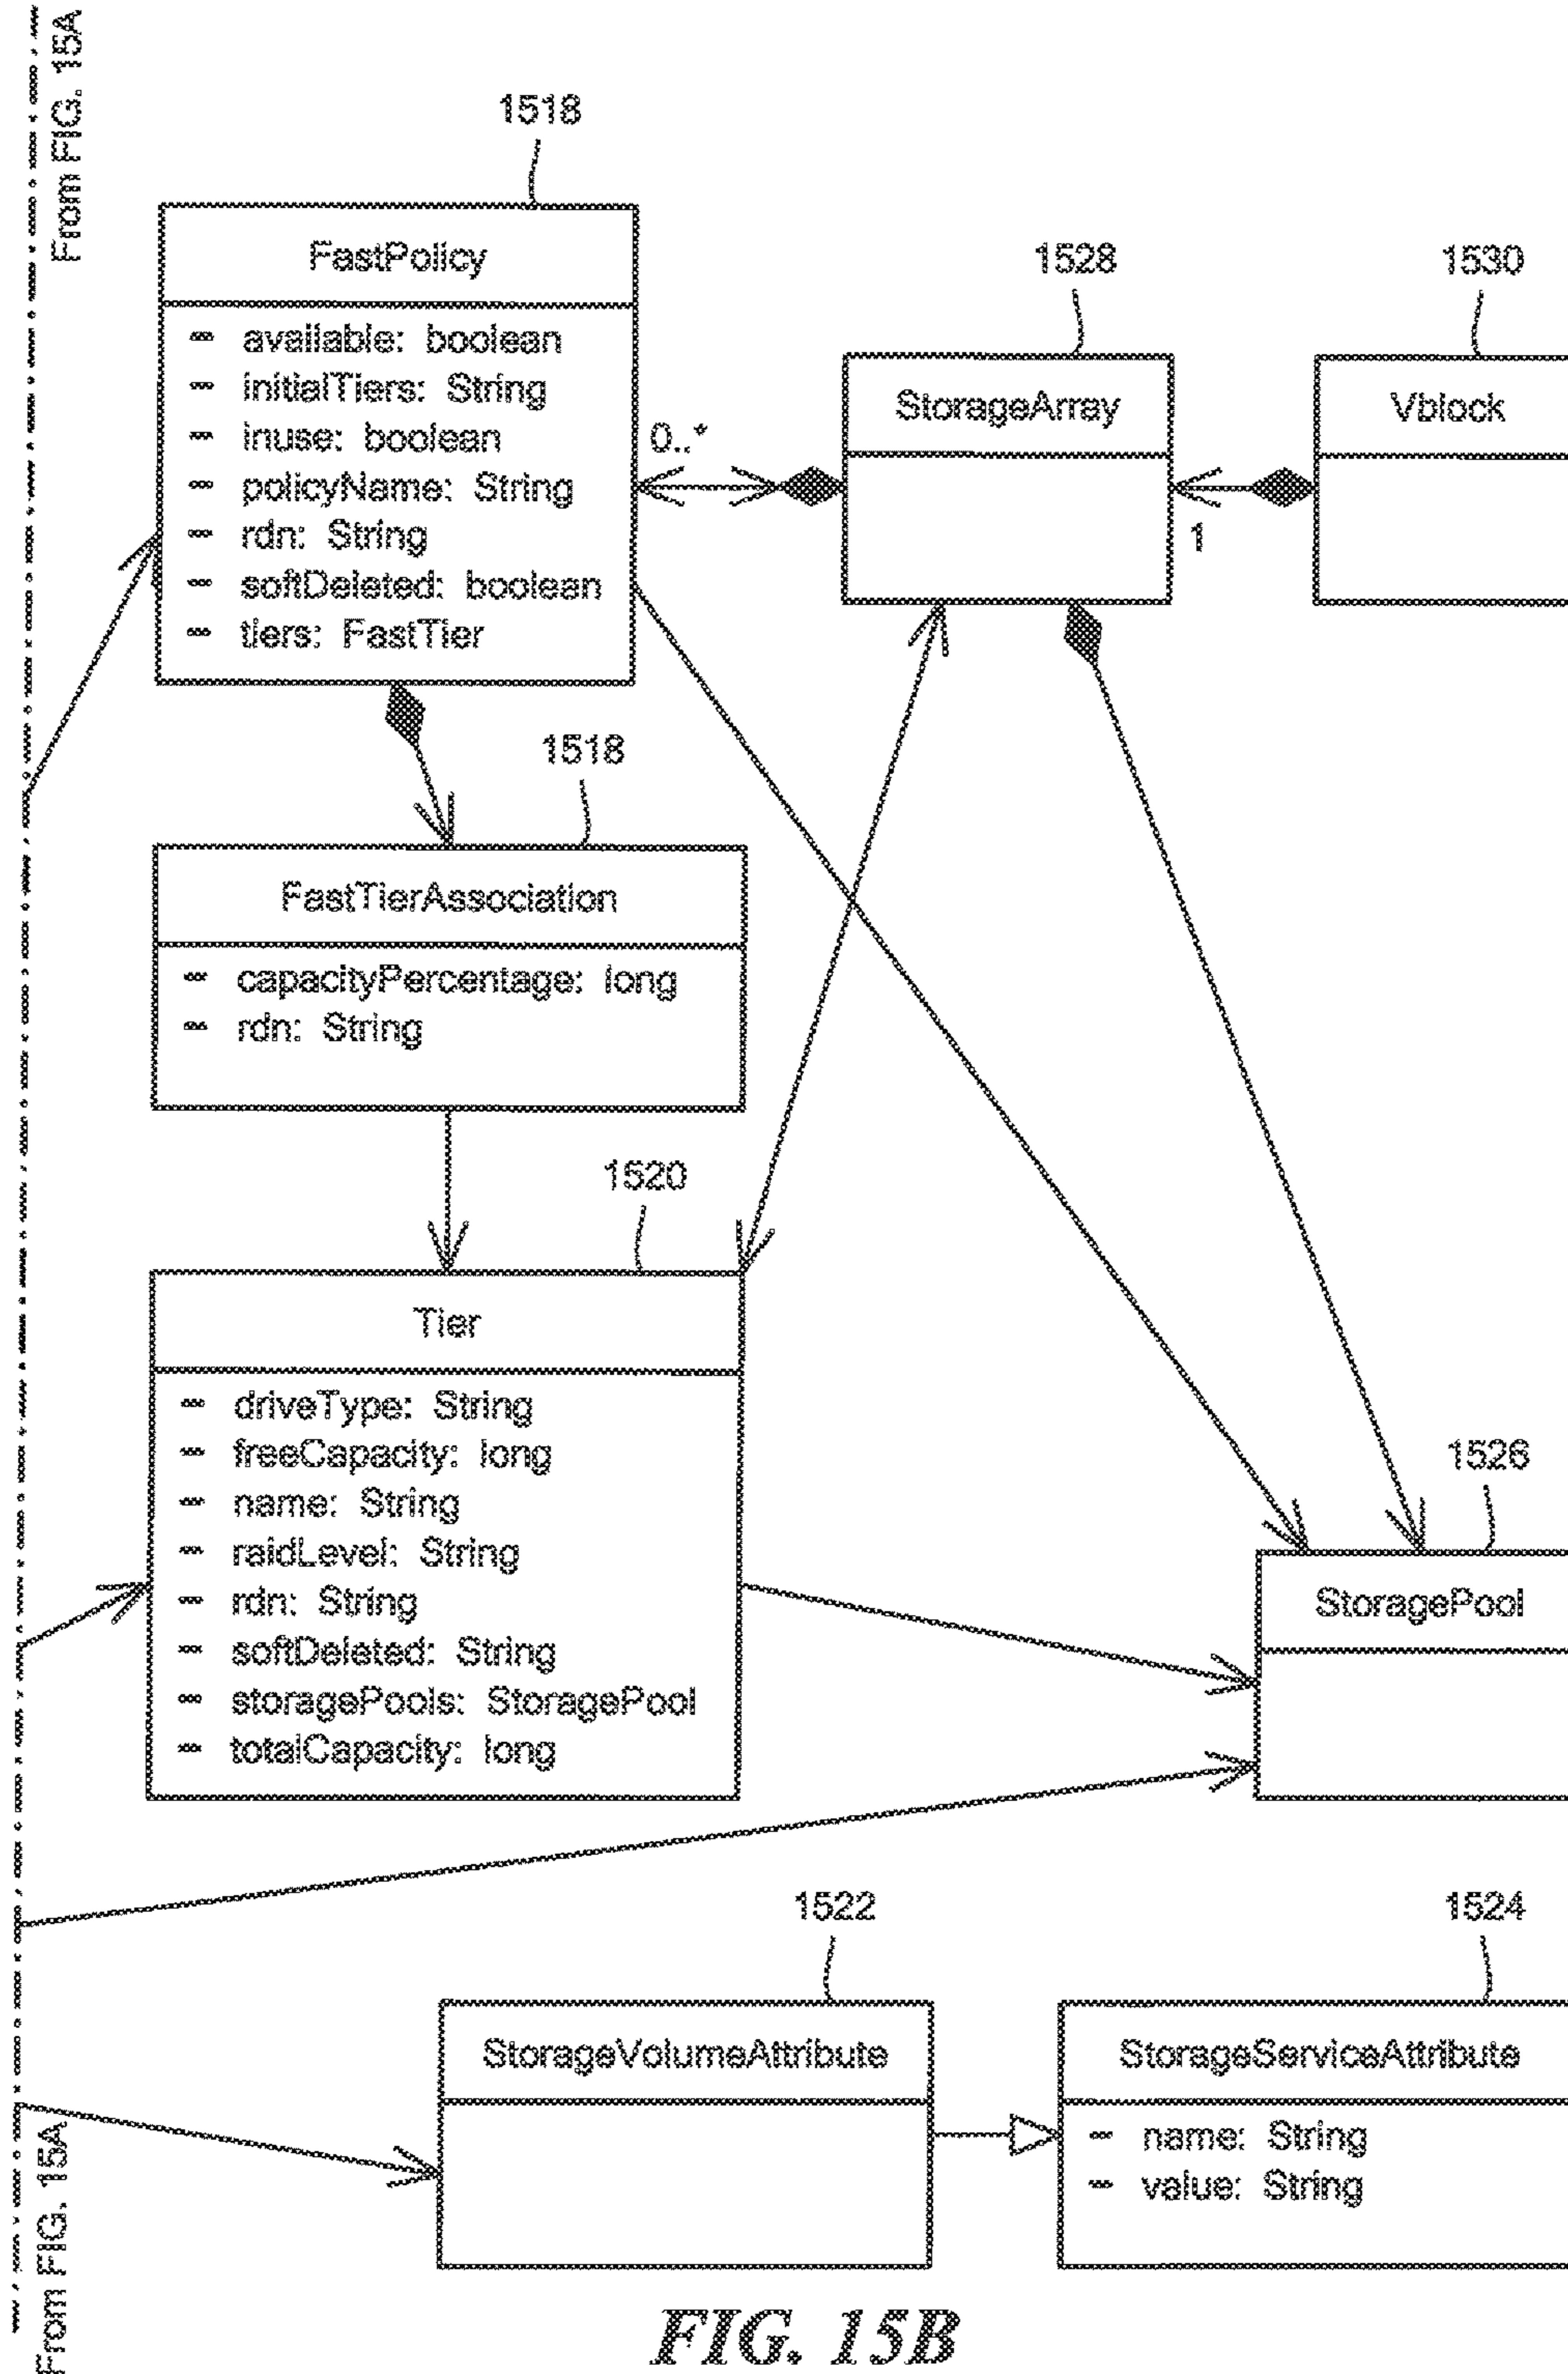 From FIG. 15A
1518
FastPolicy
- available: boolean
- initialTiers: String
- inuse: boolean
- policyName: String
- rdn: String
- softDeleted: boolean
- tiers: FastTier
1528
StorageArray
1530
Vblock
0..*
1
1518
FastTierAssociation
- capacityPercentage: long
- rdn: String
1520
Tier
- driveType: String
- freeCapacity: long
- name: String
- raidLevel: String
- rdn: String
- softDeleted: String
- storagePools: StoragePool
- totalCapacity: long
1526
StoragePool
1522
StorageVolumeAttribute
1524
StorageServiceAttribute
- name: String
- value: String
From FIG. 15A
FIG. 15B